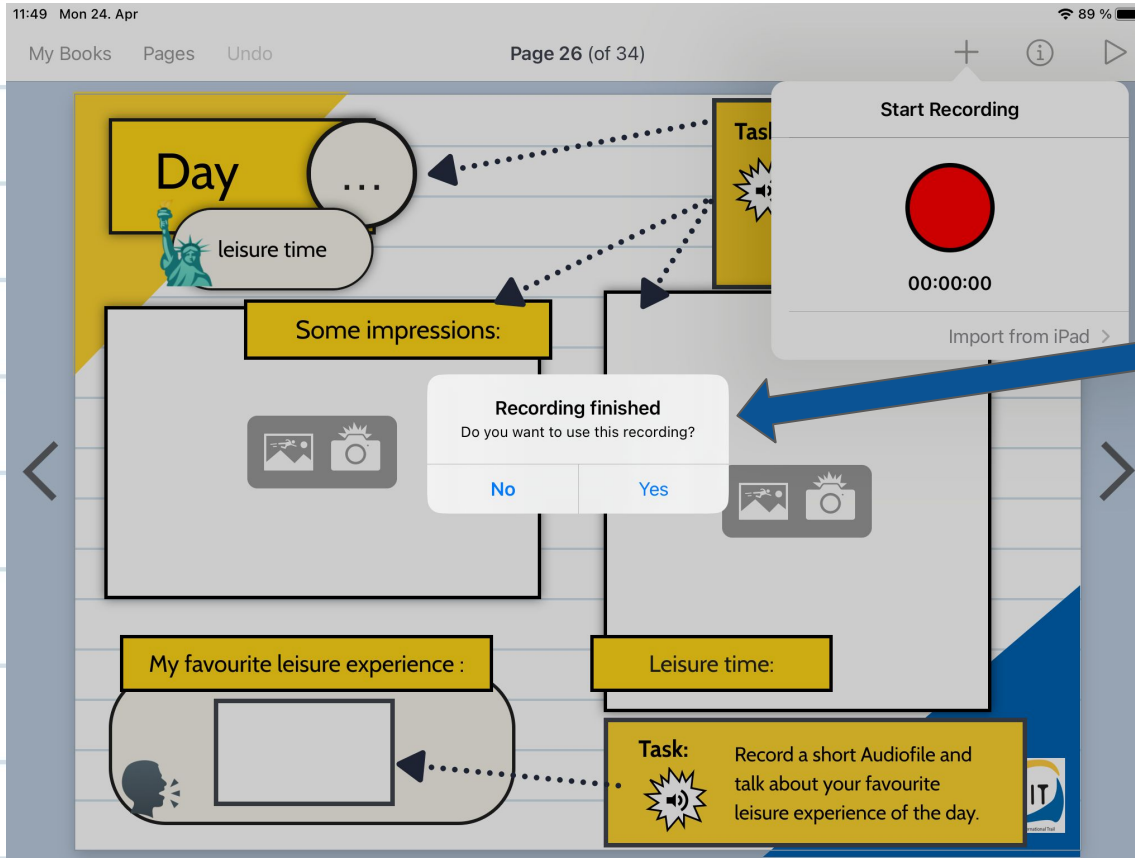 11:49 Mon 24. Apr
89 %
My Books Pages Undo
Page 26 (of 34)
Start Recording
00:00:00
Import from iPad
Day
...
leisure time
Some impressions:
Recording finished
Do you want to use this recording?
No Yes
My favourite leisure experience :
Leisure time:
Task:
Record a short Audiofile and
talk about your favourite
leisure experience of the day.
IT